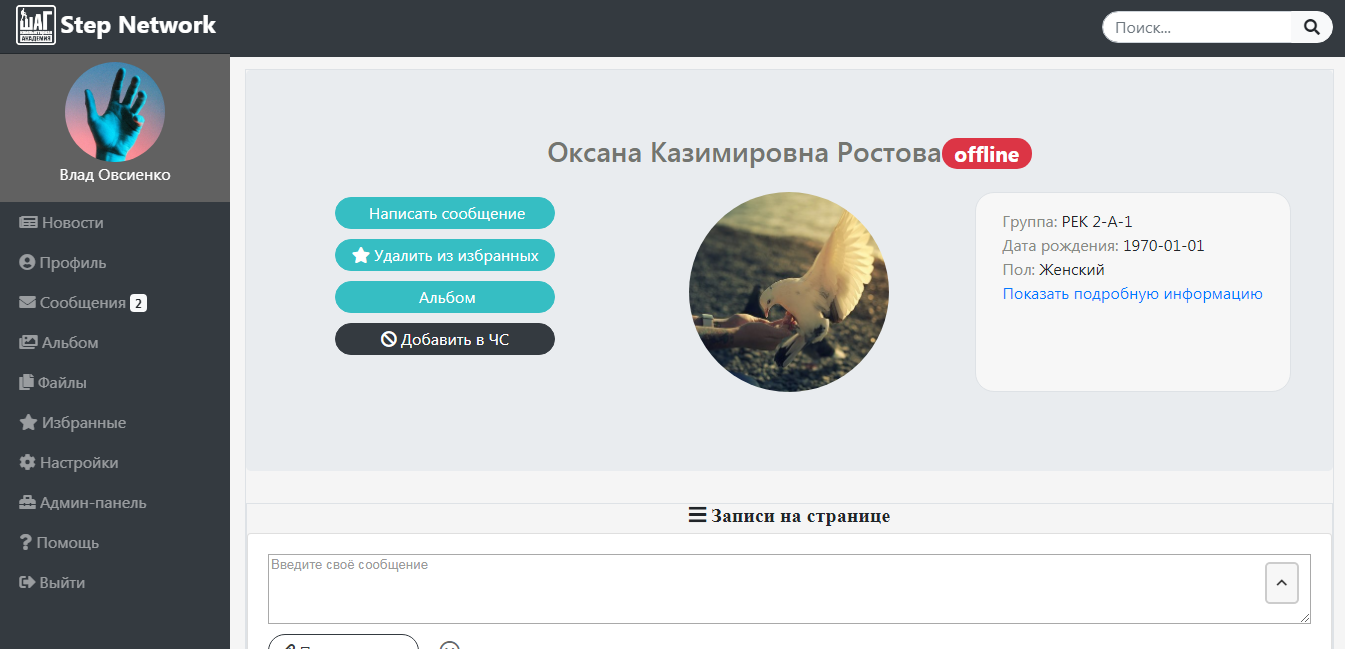 ШАГ
КОМПЬЮТЕРНАЯ
АКАДЕМИЯ
Step Network
Поиск...
Влад Овсиенко
Новости
Профиль
Сообщения 2
Альбом
Файлы
Избранные
Настройки
Админ-панель
Помощь
Выйти
Оксана Казимировна Ростова offline
Написать сообщение
Удалить из избранных
Альбом
Добавить в ЧС
Группа: РЕК 2-А-1
Дата рождения: 1970-01-01
Пол: Женский
Показать подробную информацию
Записи на странице
Введите своё сообщение